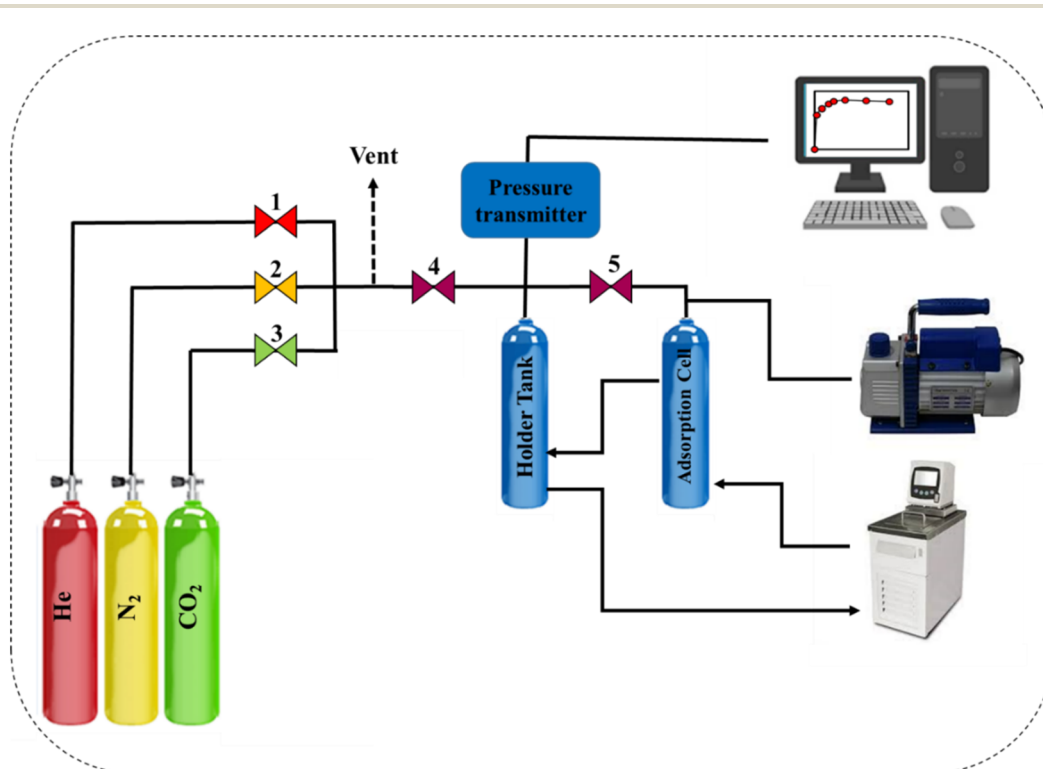 Vent
Pressure
transmitter
1
2
3
4
5
Holder Tank
Adsorption Cell
He
N₂
CO₂